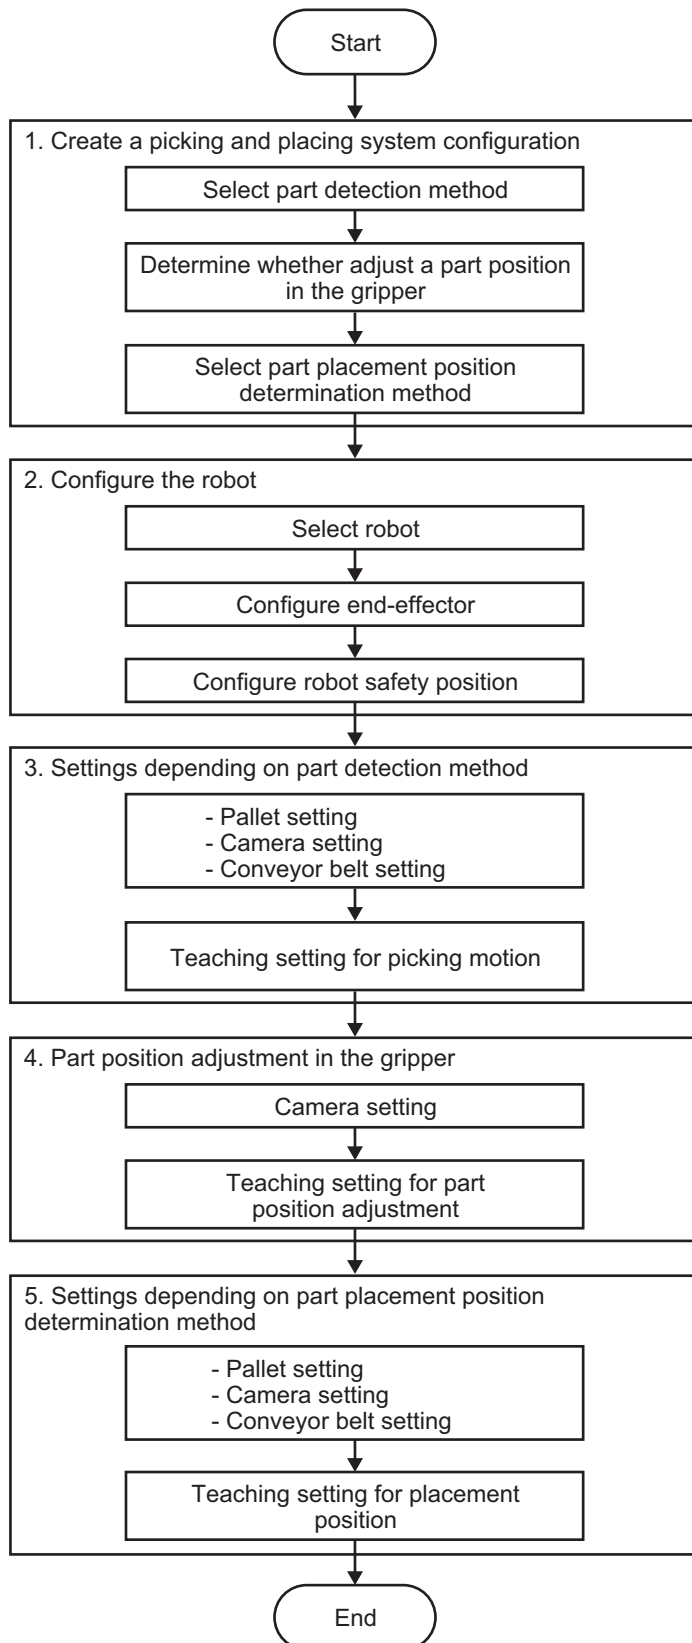 Start
1. Create a picking and placing system configuration
Select part detection method
Determine whether adjust a part position
in the gripper
Select part placement position
determination method
2. Configure the robot
Select robot
Configure end-effector
Configure robot safety position
3. Settings depending on part detection method
- Pallet setting
- Camera setting
- Conveyor belt setting
Teaching setting for picking motion
4. Part position adjustment in the gripper
Camera setting
Teaching setting for part
position adjustment
5. Settings depending on part placement position
determination method
- Pallet setting
- Camera setting
- Conveyor belt setting
Teaching setting for placement
position
End